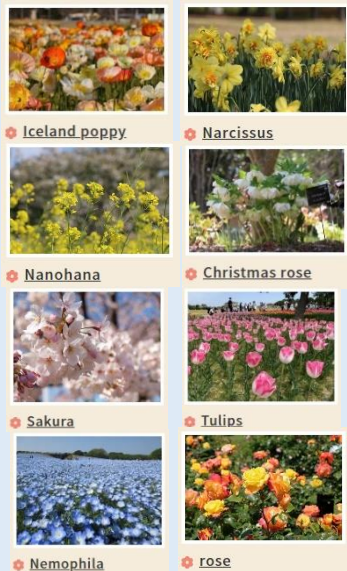 Iceland poppy
Narcissus
Nanohana
Christmas rose
Sakura
Tulips
Nemophila
rose